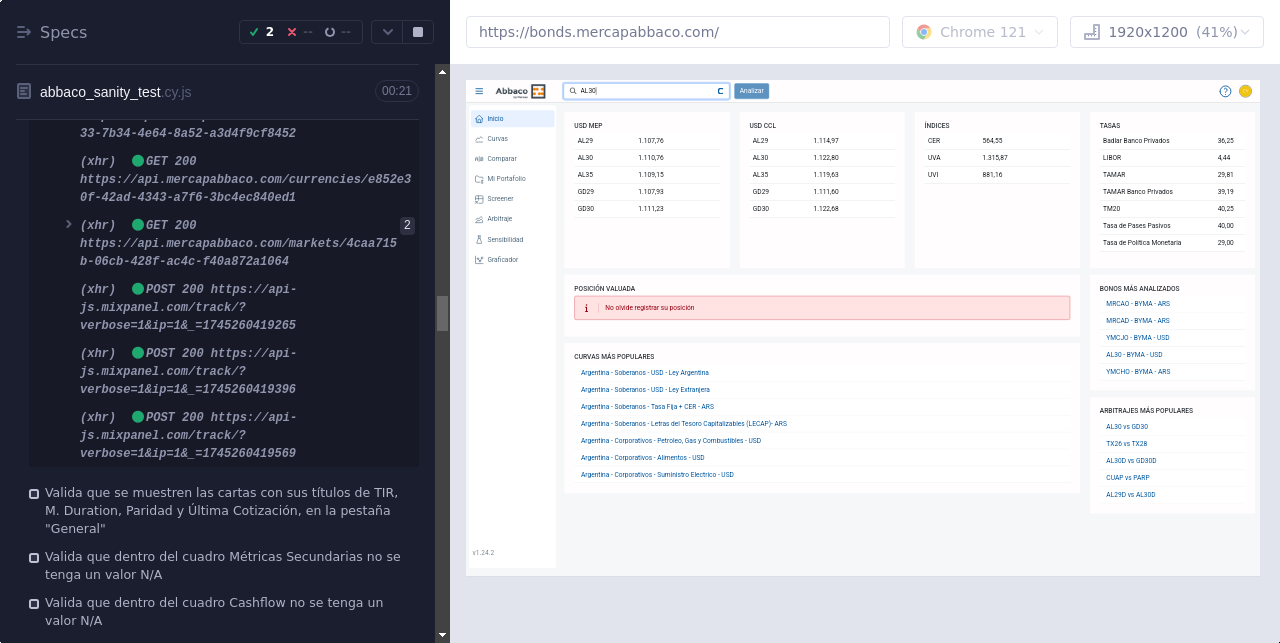 Specs
2
--
--
abbaco_sanity_test.cy.js
00:21
33-7b34-4e64-8a52-a3d4f9cf8452
(xhr) GET 200
https://api.mercapabbaco.com/currencies/e852e3
0f-42ad-4343-a7f6-3bc4ec840ed1
(xhr) GET 200
2
https://api.mercapabbaco.com/markets/4caa715
b-06cb-428f-ac4c-f40a872a1064
(xhr) POST 200 https://api-
js.mixpanel.com/track/?
verbose=1&ip=1&_=1745260419265
(xhr) POST 200 https://api-
js.mixpanel.com/track/?
verbose=1&ip=1&_=1745260419396
(xhr) POST 200 https://api-
js.mixpanel.com/track/?
verbose=1&ip=1&_=1745260419569
Valida que se muestren las cartas con sus títulos de TIR,
M. Duration, Paridad y Última Cotización, en la pestaña
"General"
Valida que dentro del cuadro Métricas Secundarias no se
tenga un valor N/A
Valida que dentro del cuadro Cashflow no se tenga un
valor N/A
https://bonds.mercapabbaco.com/
Chrome 121
1920x1200 (41%)
Abbaco
AL30
Analizar
Inicio
Curvas
Comparar
Mi Portafolio
Screener
Arbitraje
Sensibilidad
Graficador
v1.24.2
USD MEP
AL29 1.107,76
AL30 1.110,76
AL35 1.109,15
GD29 1.107,93
GD30 1.111,23
USD CCL
AL29 1.114,97
AL30 1.122,80
AL35 1.119,63
GD29 1.111,60
GD30 1.122,68
ÍNDICES
CER 564,55
UVA 1.315,87
UVI 881,16
TASAS
Badlar Banco Privados 36,25
LIBOR 4,44
TAMAR 29,81
TAMAR Banco Privados 39,19
TM20 40,25
Tasa de Pases Pasivos 40,00
Tasa de Política Monetaria 29,00
POSICIÓN VALUADA
No olvide registrar su posición
CURVAS MÁS POPULARES
Argentina - Soberanos - USD - Ley Argentina
Argentina - Soberanos - USD - Ley Extranjera
Argentina - Soberanos - Tasa Fija + CER - ARS
Argentina - Soberanos - Letras del Tesoro Capitalizables (LECAP)- ARS
Argentina - Corporativos - Petroleo, Gas y Combustibles - USD
Argentina - Corporativos - Alimentos - USD
Argentina - Corporativos - Suministro Electrico - USD
BONOS MÁS ANALIZADOS
MRCAO - BYMA - ARS
MRCAD - BYMA - ARS
YMCJO - BYMA - USD
AL30 - BYMA - USD
YMCHO - BYMA - ARS
ARBITRAJES MÁS POPULARES
AL30 vs GD30
TX26 vs TX28
AL30D vs GD30D
CUAP vs PARP
AL29D vs AL30D